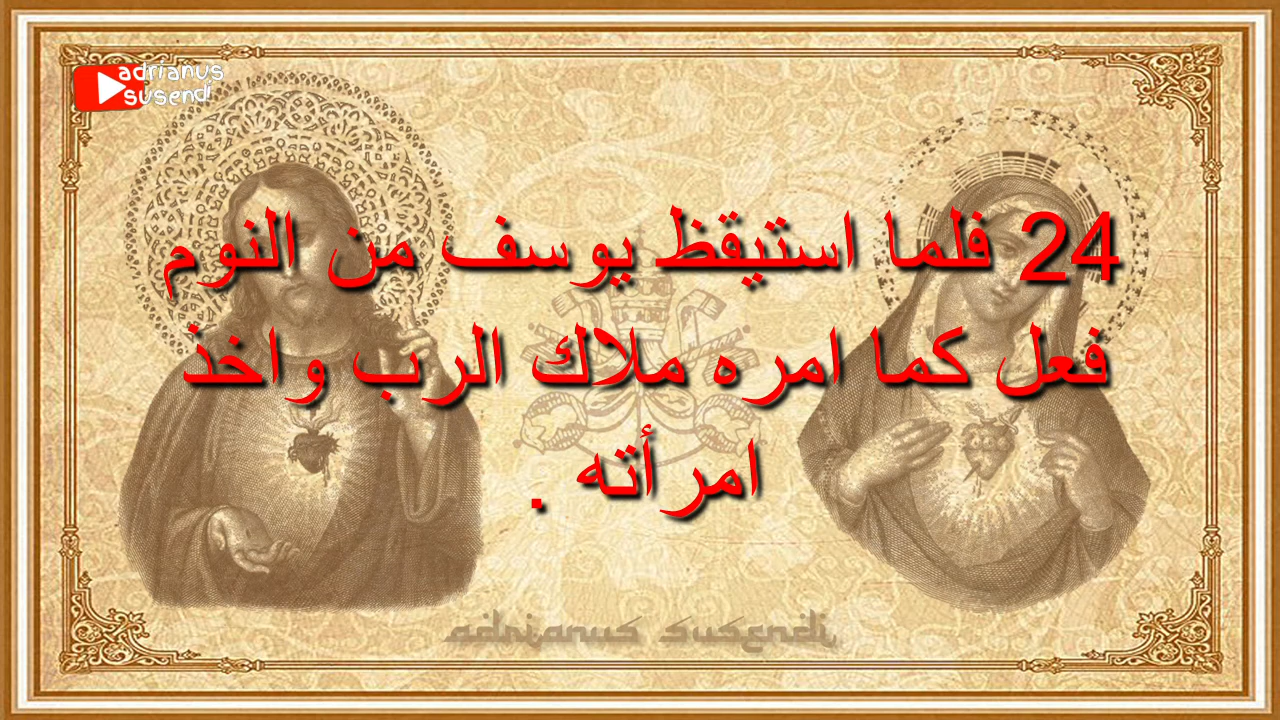 adrianus
susendi
24 فلما استيقظ يوسف من النوم
فعل كما امره ملاك الرب واخذ
امرأته .
adrianus susendi